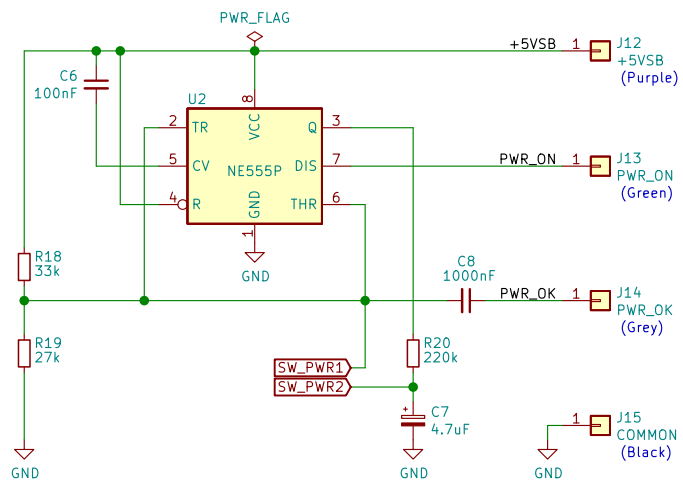 PWR_FLAG
+5VSB
1
J12
+5VSB
(Purple)
C6
100nF
U2
8
VCC
2
TR
Q
3
5
CV
NE555P
DIS
7
PWR_ON
1
J13
PWR_ON
(Green)
4
R
GND
THR
6
1
GND
R18
33k
C8
1000nF
PWR_OK
1
J14
PWR_OK
(Grey)
R19
27k
R20
220k
SW_PWR1
SW_PWR2
+
C7
4.7uF
1
J15
COMMON
(Black)
GND
GND
GND